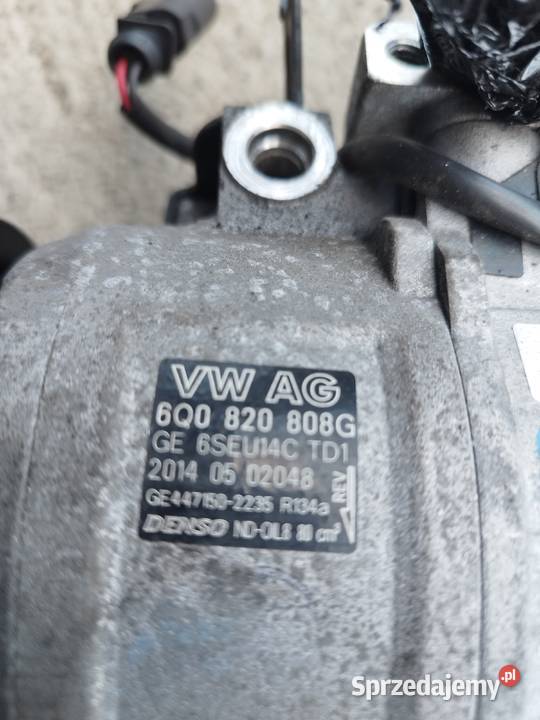 VW AG
6Q0 820 808G
GE 6SEU14C TD1
2014 05 02048
GE447150-2235 R134a
REV
DENSO ND-OIL8 80 cm³
Sprzedajemy.pl